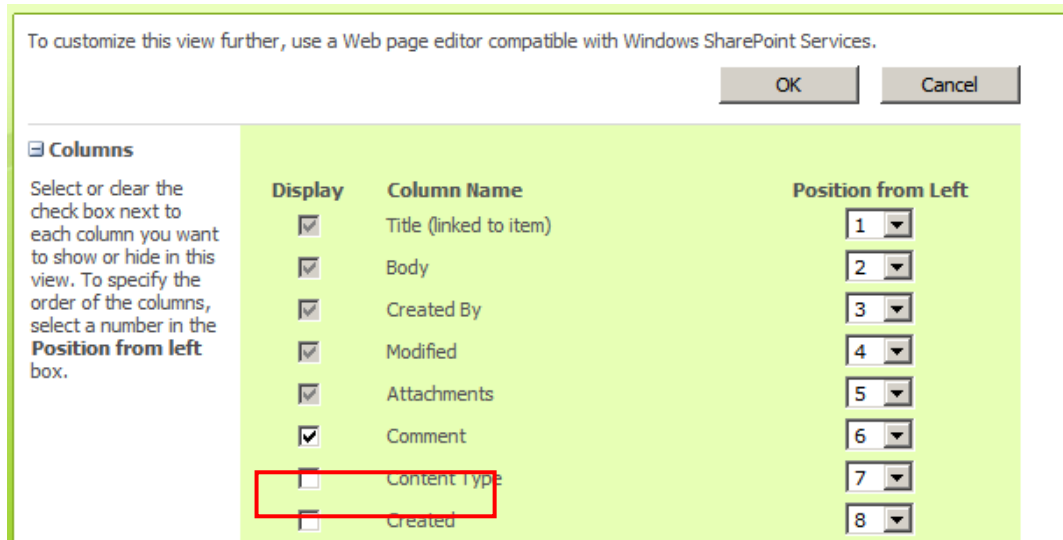 To customize this view further, use a Web page editor compatible with Windows SharePoint Services.
OK Cancel
Columns
Select or clear the
check box next to
each column you want
to show or hide in this
view. To specify the
order of the columns,
select a number in the
Position from left
box.
Display Column Name Position from Left
Title (linked to item) 1
Body 2
Created By 3
Modified 4
Attachments 5
Comment 6
Content Type 7
Created 8